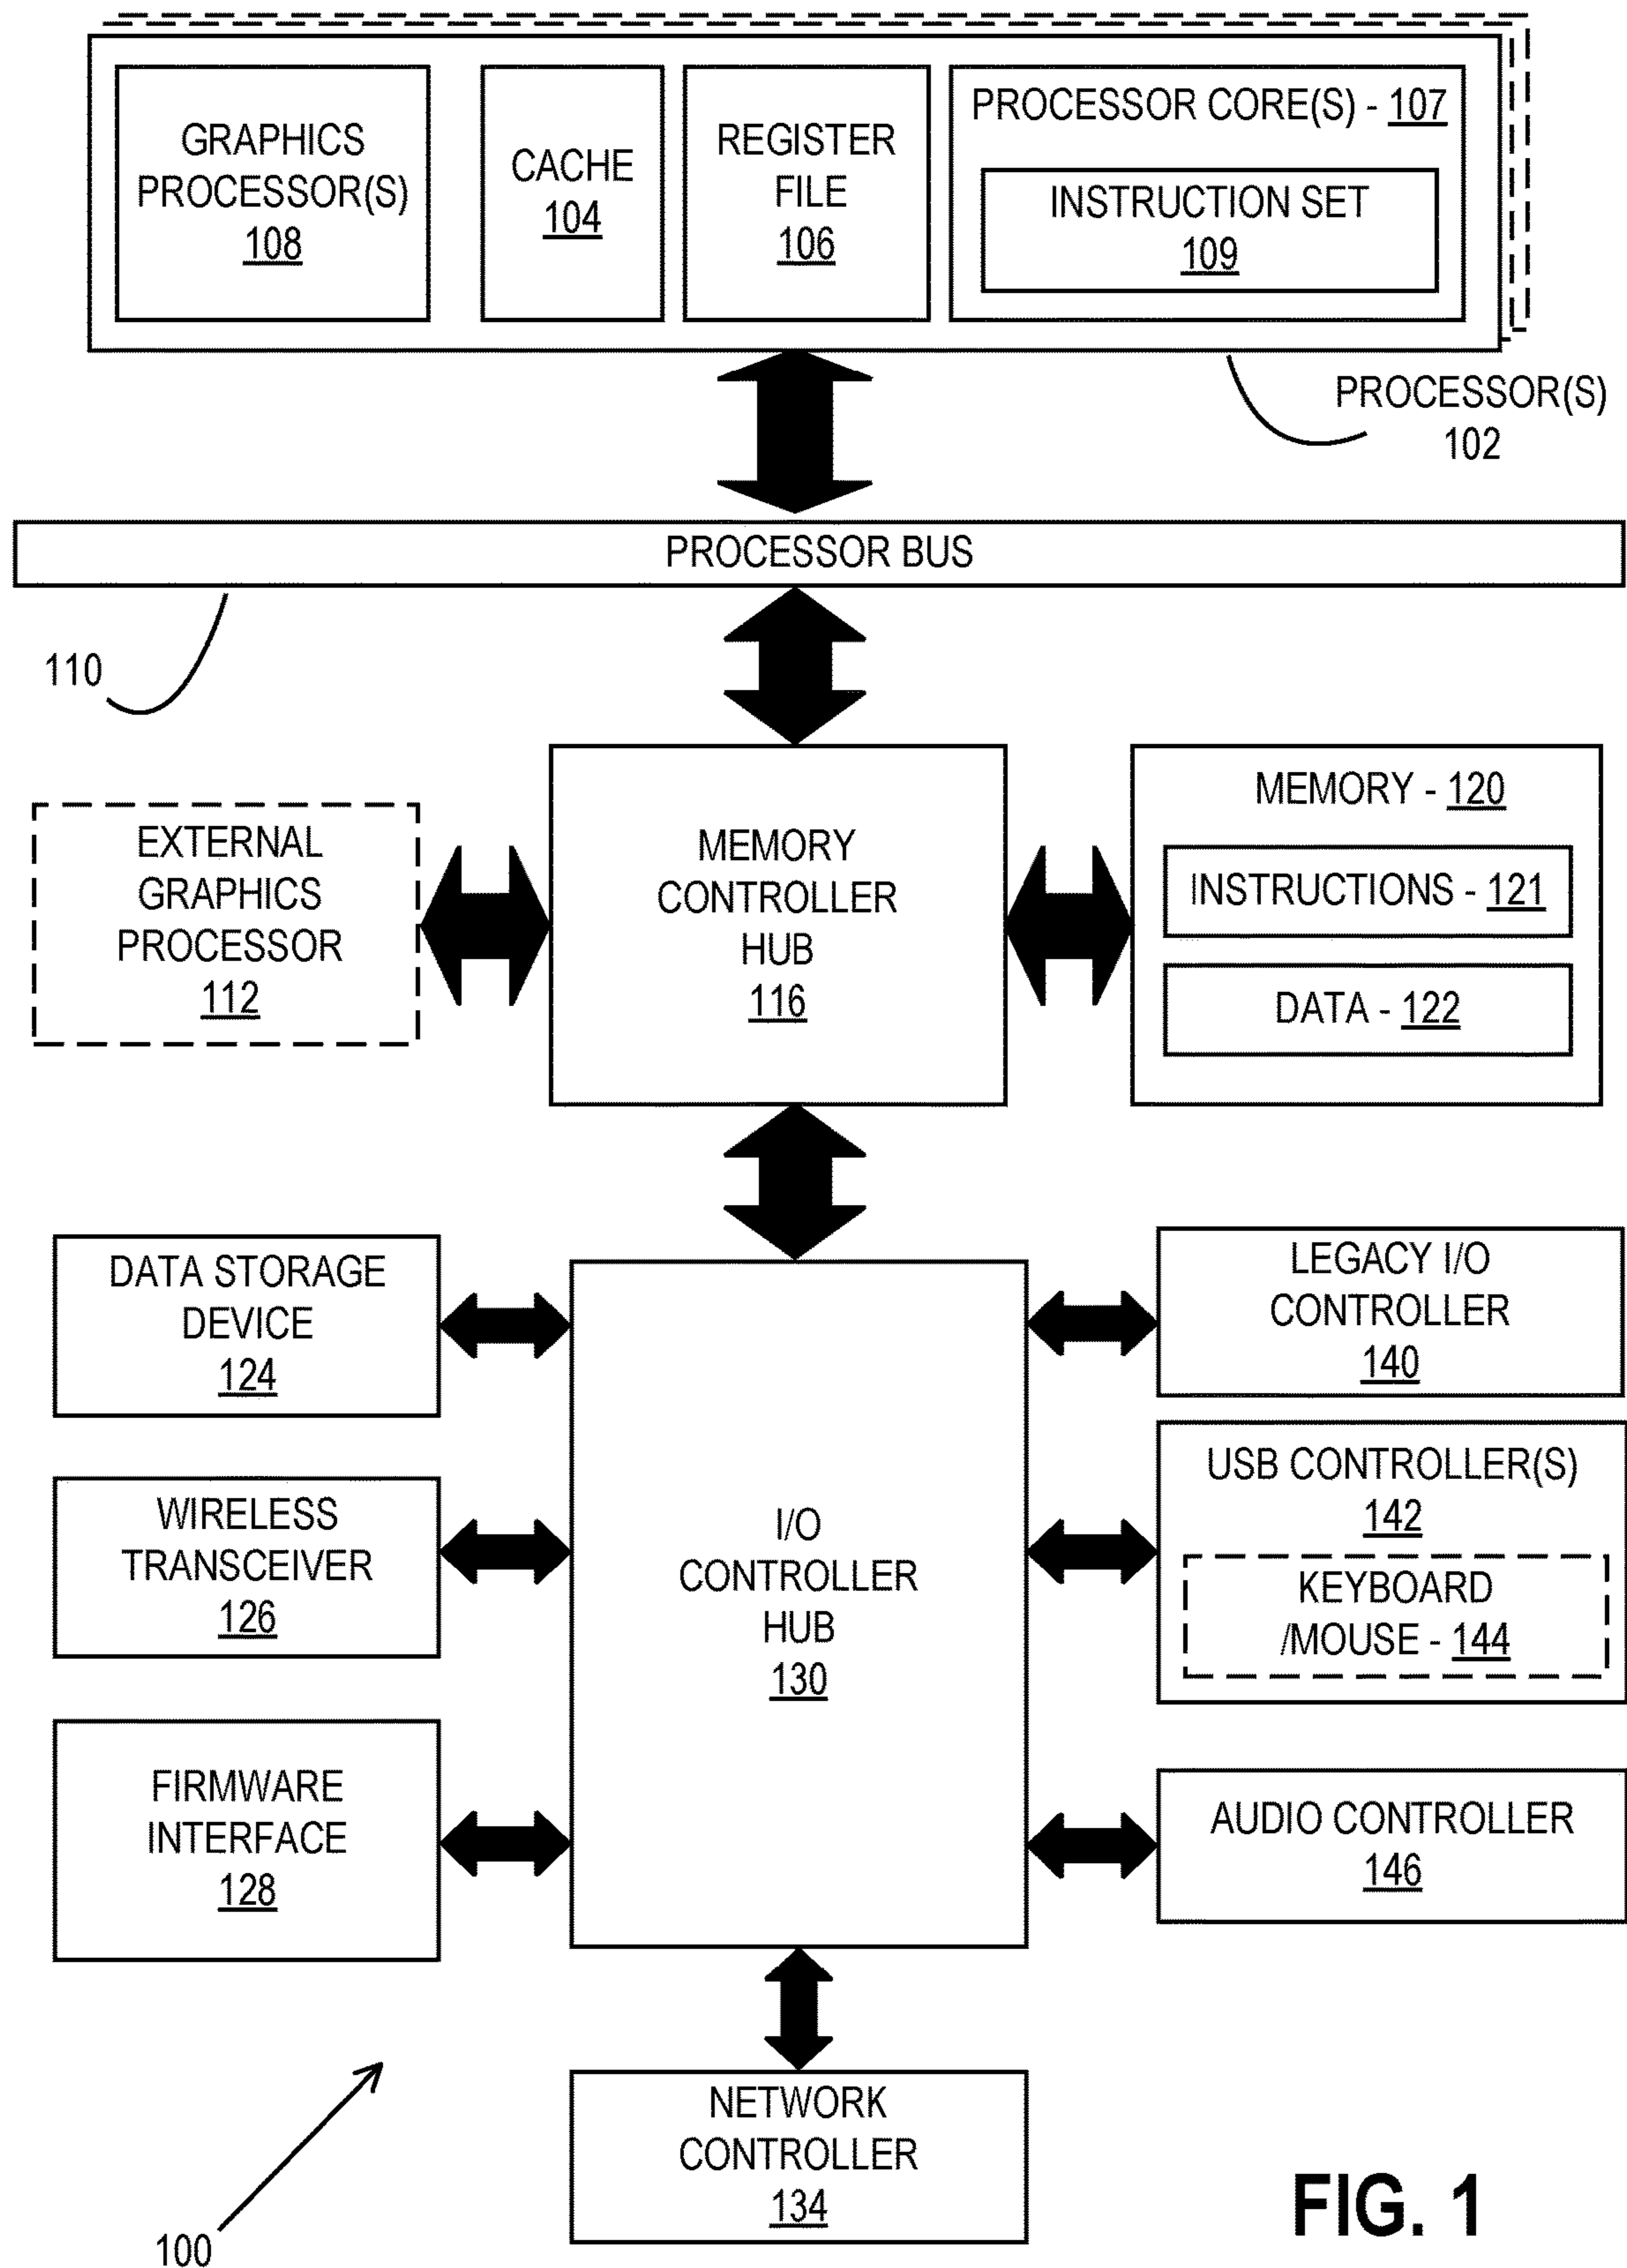 GRAPHICS
PROCESSOR(S)
108
CACHE
104
REGISTER
FILE
106
PROCESSOR CORE(S) - 107
INSTRUCTION SET
109
PROCESSOR(S)
102
PROCESSOR BUS
110
EXTERNAL
GRAPHICS
PROCESSOR
112
MEMORY
CONTROLLER
HUB
116
MEMORY - 120
INSTRUCTIONS - 121
DATA - 122
DATA STORAGE
DEVICE
124
WIRELESS
TRANSCEIVER
126
FIRMWARE
INTERFACE
128
I/O
CONTROLLER
HUB
130
LEGACY I/O
CONTROLLER
140
USB CONTROLLER(S)
142
KEYBOARD
/MOUSE - 144
AUDIO CONTROLLER
146
NETWORK
CONTROLLER
134
100
FIG. 1